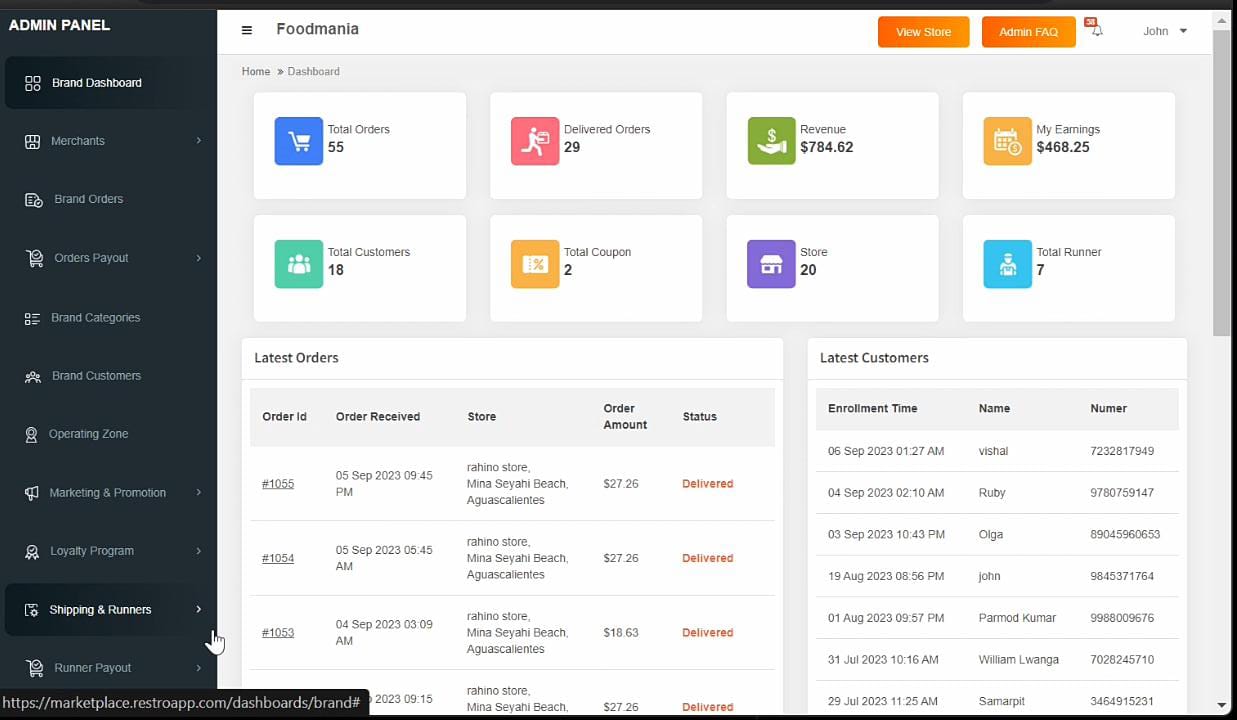 ADMIN PANEL
Foodmania
View Store
Admin FAQ
58
John
Home » Dashboard
Brand Dashboard
Merchants
Brand Orders
Orders Payout
Brand Categories
Brand Customers
Operating Zone
Marketing & Promotion
Loyalty Program
Shipping & Runners
Runner Payout
Total Orders
55
Delivered Orders
29
Revenue
$784.62
My Earnings
$468.25
Total Customers
18
Total Coupon
2
Store
20
Total Runner
7
Latest Orders
Order Id Order Received Store Order Amount Status
#1055 05 Sep 2023 09:45 PM rahino store, Mina Seyahi Beach, Aguascalientes $27.26 Delivered
#1054 05 Sep 2023 05:45 AM rahino store, Mina Seyahi Beach, Aguascalientes $27.26 Delivered
#1053 04 Sep 2023 03:09 AM rahino store, Mina Seyahi Beach, Aguascalientes $18.63 Delivered
2023 09:15 rahino store, Mina Seyahi Beach, $27.26 Delivered
Latest Customers
Enrollment Time Name Numer
06 Sep 2023 01:27 AM vishal 7232817949
04 Sep 2023 02:10 AM Ruby 9780759147
03 Sep 2023 10:43 PM Olga 89045960653
19 Aug 2023 08:56 PM john 9845371764
01 Aug 2023 09:57 PM Parmod Kumar 9988009676
31 Jul 2023 10:16 AM William Lwanga 7028245710
29 Jul 2023 11:25 AM Samarpit 3464915231
https://marketplace.restroapp.com/dashboards/brand#